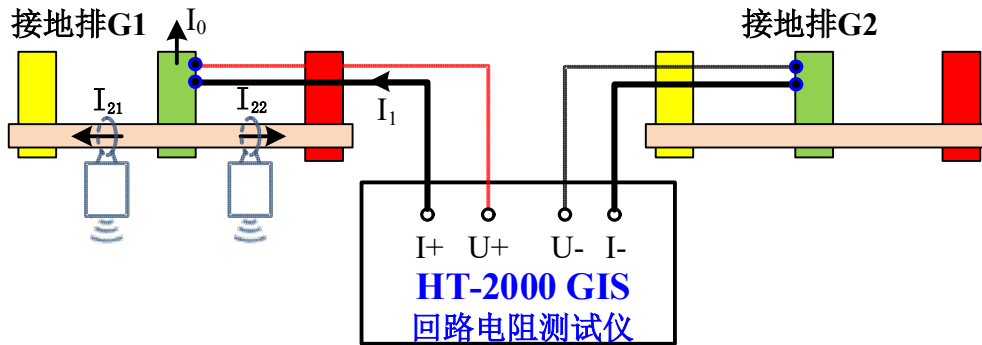 接地排G1
I₀
接地排G2
I₂₁
I₂₂
I₁
I+ U+ U- I-
HT-2000 GIS
回路电阻测试仪